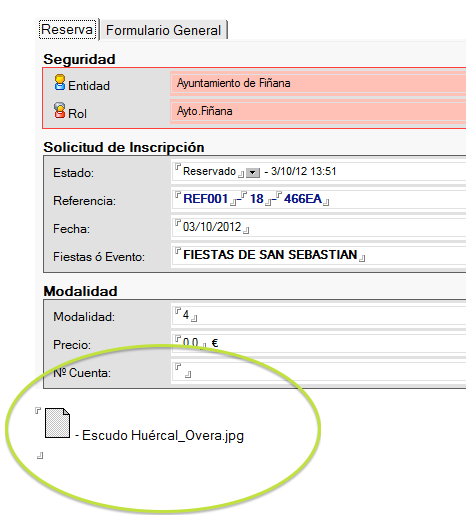 Reserva Formulario General
Seguridad
Entidad Ayuntamiento de Fiñana
Rol Ayto.Fiñana
Solicitud de Inscripción
Estado: Reservado - 3/10/12 13:51
Referencia: REF001 - 18 - 466EA
Fecha: 03/10/2012
Fiestas ó Evento: FIESTAS DE SAN SEBASTIAN
Modalidad
Modalidad: 4
Precio: 0,0 €
Nº Cuenta:
- Escudo Huércal_Overa.jpg